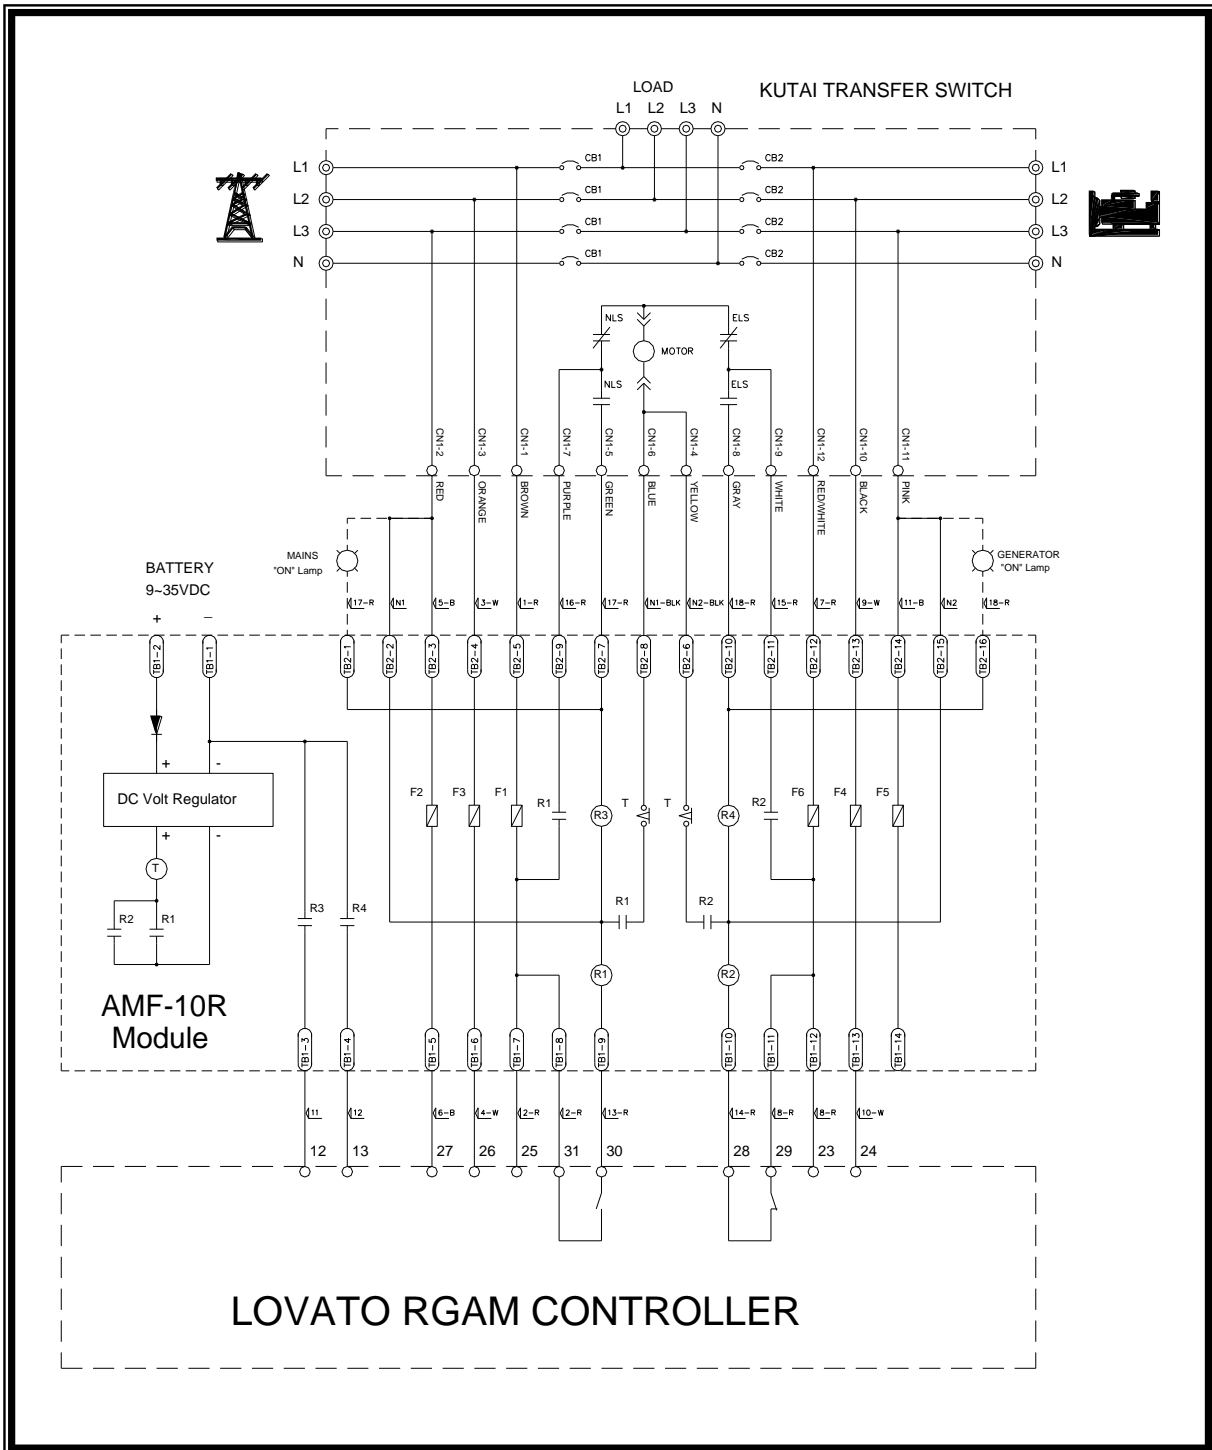 LOAD KUTAI TRANSFER SWITCH
L1 L2 L3 N
L1 CB1 CB2 L1
L2 CB1 CB2 L2
L3 CB1 CB2 L3
N CB1 CB2 N
NLS ELS
MOTOR
NLS ELS
CN1-2 CN1-3 CN1-1 CN1-7 CN1-5 CN1-6 CN1-4 CN1-8 CN1-9 CN1-12 CN1-10 CN1-11
RED ORANGE BROWN PURPLE GREEN BLUE YELLOW GRAY WHITE RED/WHITE BLACK PINK
MAINS GENERATOR
"ON" Lamp "ON" Lamp
BATTERY
9~35VDC
17-R N1 5-B 3-W 1-R 16-R 17-R N1-BLK N2-BLK 18-R 15-R 7-R 9-W 11-B N2 18-R
+ –
TB1-2 TB1-1 TB2-1 TB2-2 TB2-3 TB2-4 TB2-5 TB2-9 TB2-7 TB2-8 TB2-6 TB2-10 TB2-11 TB2-12 TB2-13 TB2-14 TB2-15 TB2-16
+ -
DC Volt Regulator
+ -
F2 F3 F1 R1 R3 T T R4 R2 F6 F4 F5
T
R2 R1 R3 R4 R1 R2
R1 R2
AMF-10R
Module
TB1-3 TB1-4 TB1-5 TB1-6 TB1-7 TB1-8 TB1-9 TB1-10 TB1-11 TB1-12 TB1-13 TB1-14
11 12 6-B 4-W 2-R 2-R 13-R 14-R 8-R 8-R 10-W
12 13 27 26 25 31 30 28 29 23 24
LOVATO RGAM CONTROLLER